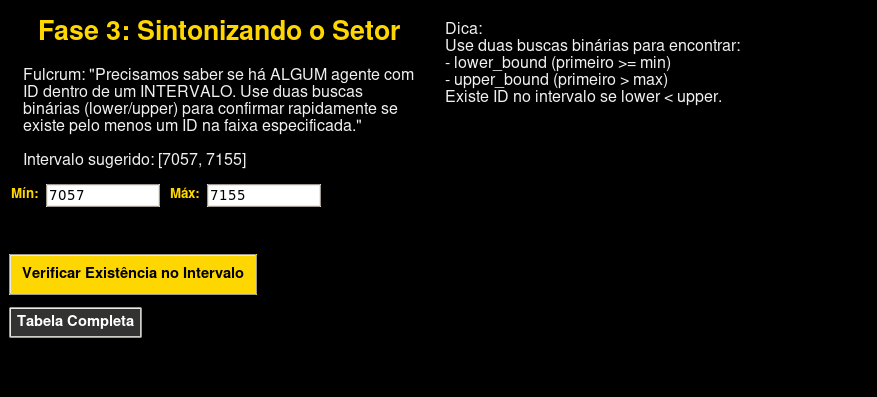 Fase 3: Sintonizando o Setor
Fulcrum: "Precisamos saber se há ALGUM agente com
ID dentro de um INTERVALO. Use duas buscas
binárias (lower/upper) para confirmar rapidamente se
existe pelo menos um ID na faixa especificada."
Intervalo sugerido: [7057, 7155]
Mín: 7057 Máx: 7155
Verificar Existência no Intervalo
Tabela Completa
Dica:
Use duas buscas binárias para encontrar:
- lower_bound (primeiro >= min)
- upper_bound (primeiro > max)
Existe ID no intervalo se lower < upper.